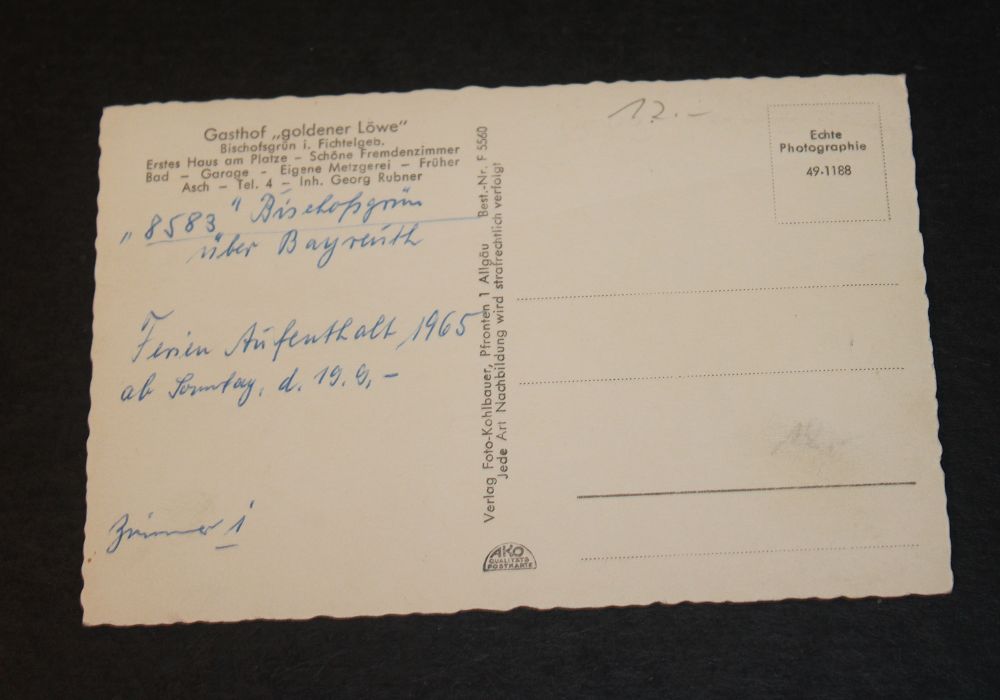 Gasthof „goldener Löwe"
Bischofsgrün i. Fichtelgeb.
Erstes Haus am Platze – Schöne Fremdenzimmer
Bad – Garage – Eigene Metzgerei – Früher
Asch – Tel. 4 – Inh. Georg Rubner
„8583" Bischofsgrün
über Bayreuth
Ferien Aufenthalt 1965
ab Sonntag, d. 19.9,–
Zimmer 1
Verlag Foto-Kohlbauer, Pfronten 1 Allgäu Best.-Nr. F 5560
Jede Art Nachbildung wird strafrechtlich verfolgt
AKO
QUALITÄTS
POSTKARTE
12.-
Echte
Photographie
49·1188